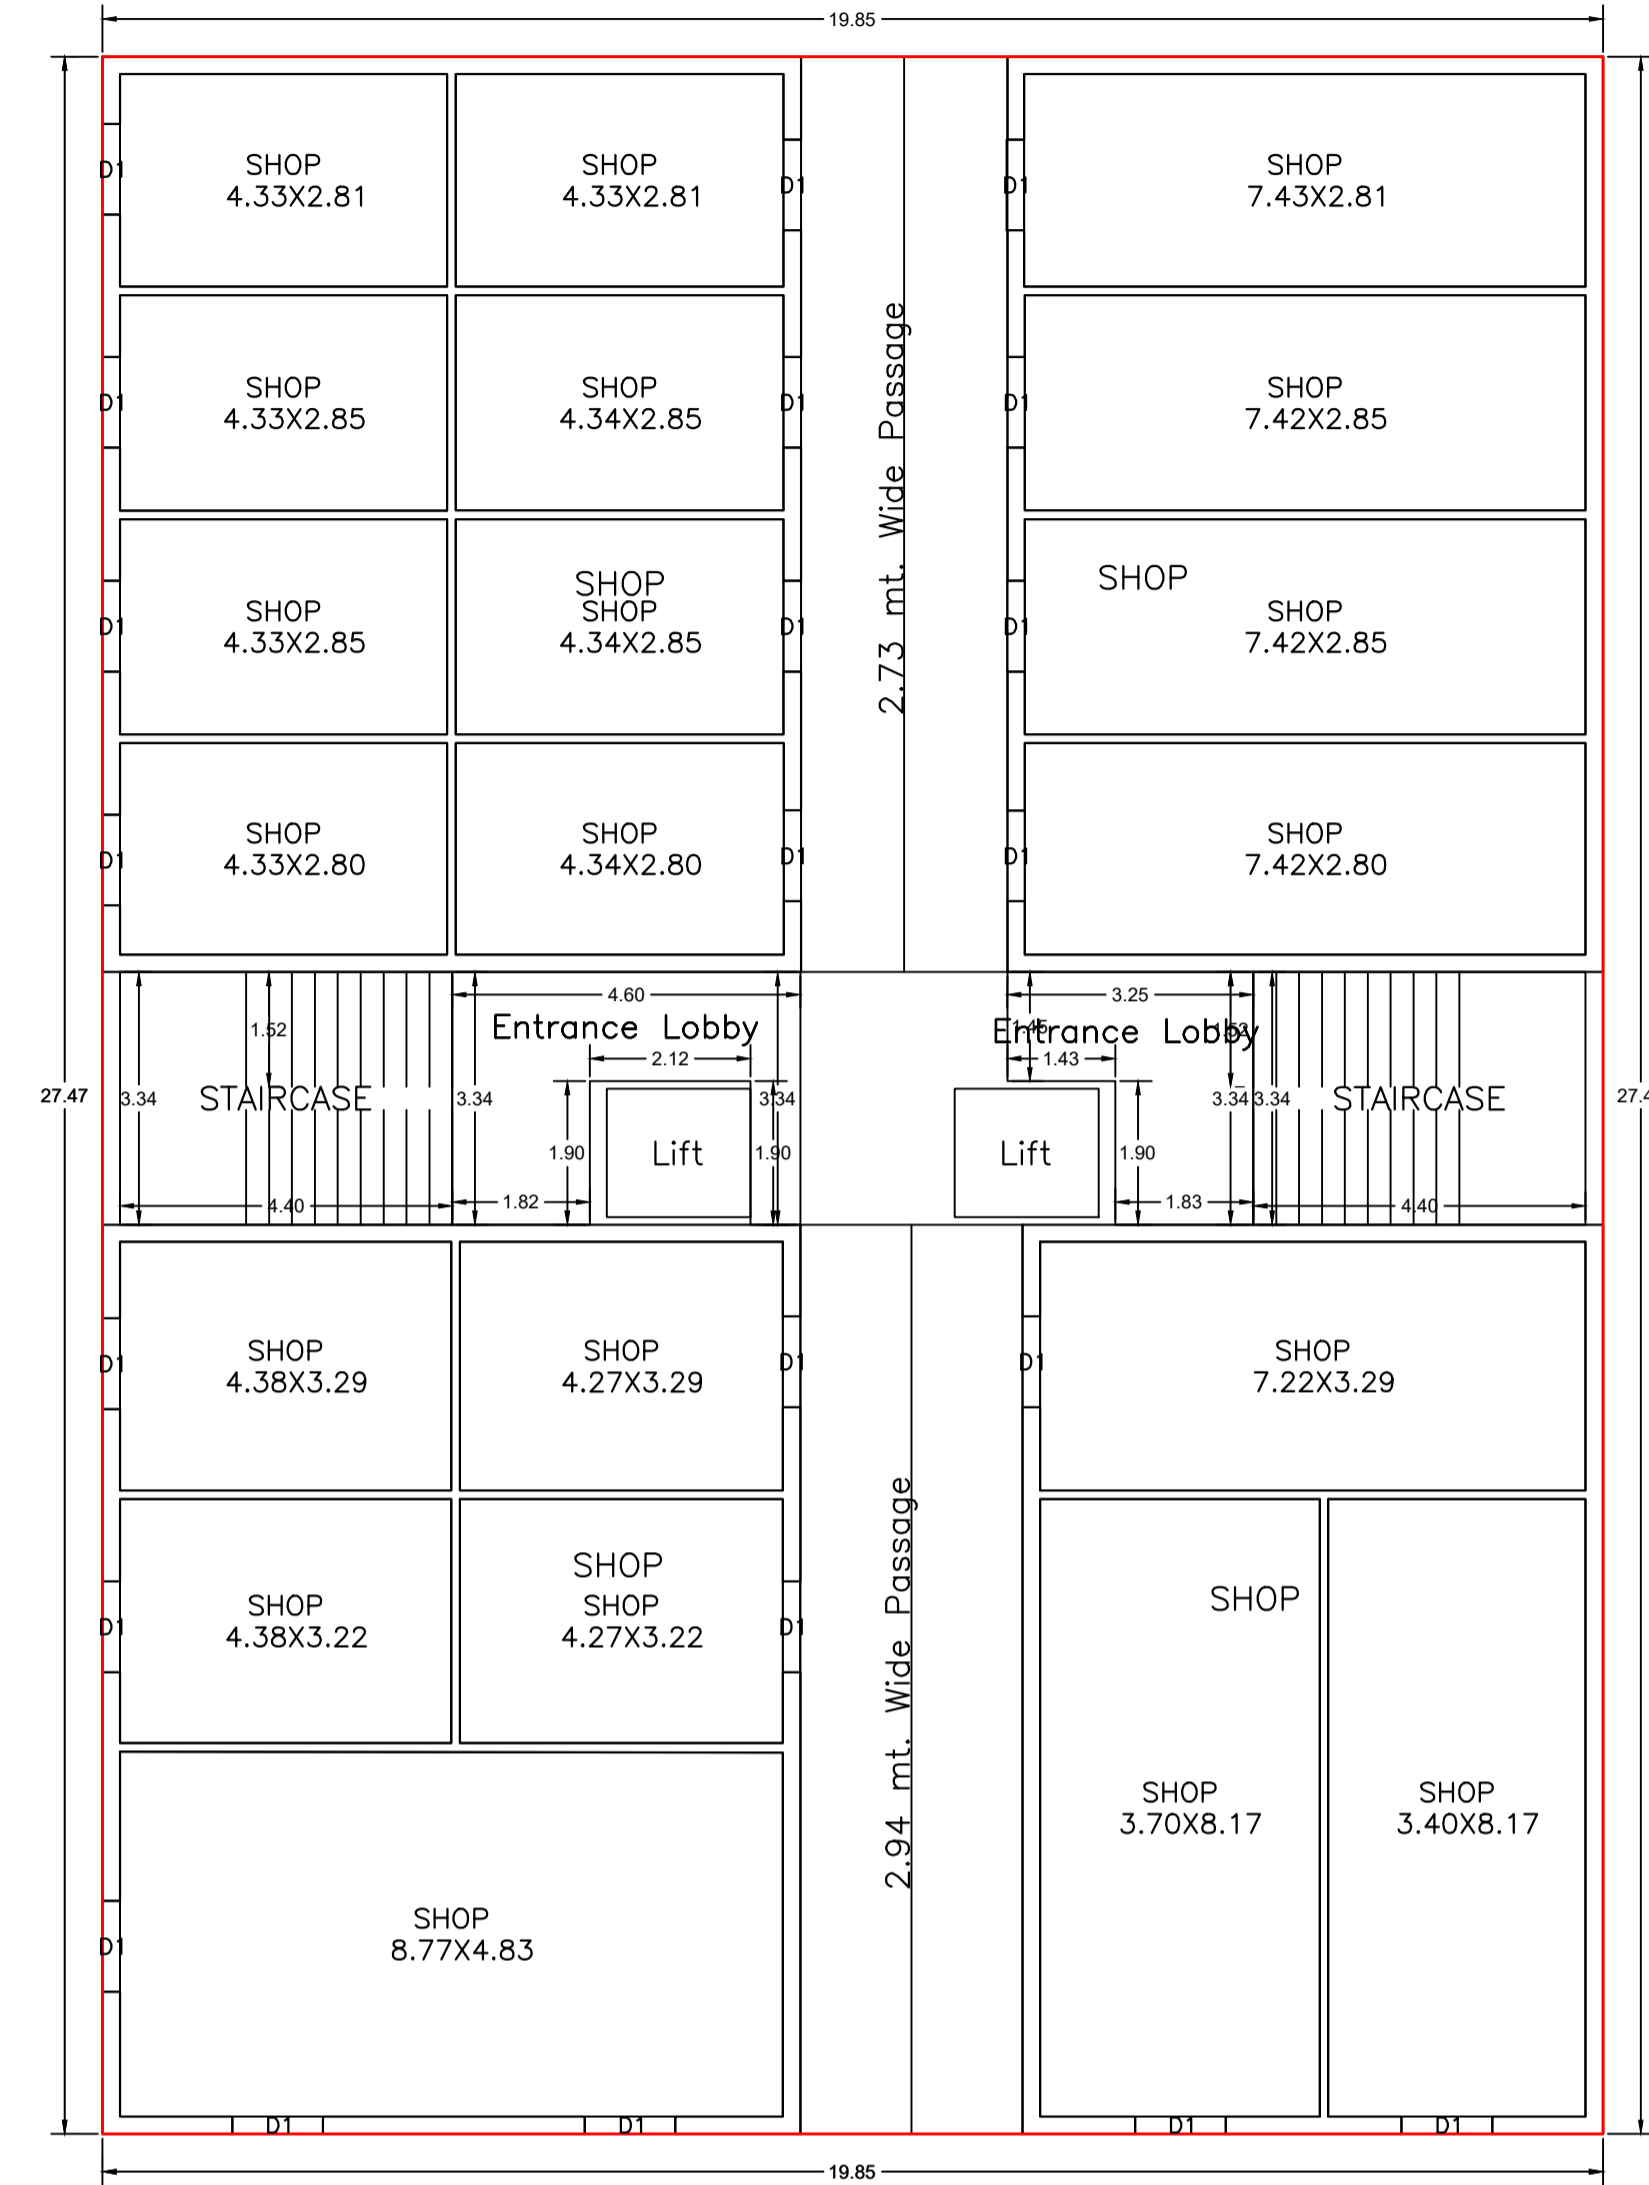 19.85
SHOP
4.33X2.81
SHOP
4.33X2.81
SHOP
7.43X2.81
D1
D1
D1
SHOP
4.33X2.85
SHOP
4.34X2.85
SHOP
7.42X2.85
D1
D1
D1
2.73 mt. Wide Passage
SHOP
SHOP
SHOP
4.33X2.85
SHOP
4.34X2.85
SHOP
7.42X2.85
D1
D1
D1
SHOP
4.33X2.80
SHOP
4.34X2.80
SHOP
7.42X2.80
D1
D1
D1
4.60
3.25
1.52
Entrance Lobby
Entrance Lobby
1.45
1.52
2.12
1.43
27.47
3.34
STAIRCASE
3.34
3.34
3.34
3.34
STAIRCASE
27.4
1.90
Lift
1.90
Lift
1.90
4.40
1.82
1.83
4.40
SHOP
4.38X3.29
SHOP
4.27X3.29
SHOP
7.22X3.29
D1
D1
D1
2.94 mt. Wide Passage
SHOP
SHOP
SHOP
4.38X3.22
SHOP
4.27X3.22
D1
D1
SHOP
3.70X8.17
SHOP
3.40X8.17
SHOP
8.77X4.83
D1
D1
D1
D1
D1
19.85